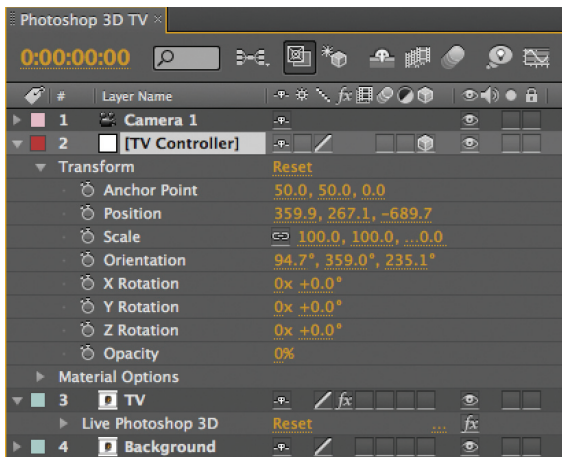 Photoshop 3D TV ×
0:00:00:00
# Layer Name fx
1 Camera 1
2 [TV Controller]
Transform Reset
Anchor Point 50.0, 50.0, 0.0
Position 359.9, 267.1, -689.7
Scale 100.0, 100.0, ...0.0
Orientation 94.7°, 359.0°, 235.1°
X Rotation 0x +0.0°
Y Rotation 0x +0.0°
Z Rotation 0x +0.0°
Opacity 0%
Material Options
3 TV fx
Live Photoshop 3D Reset ... fx
4 Background